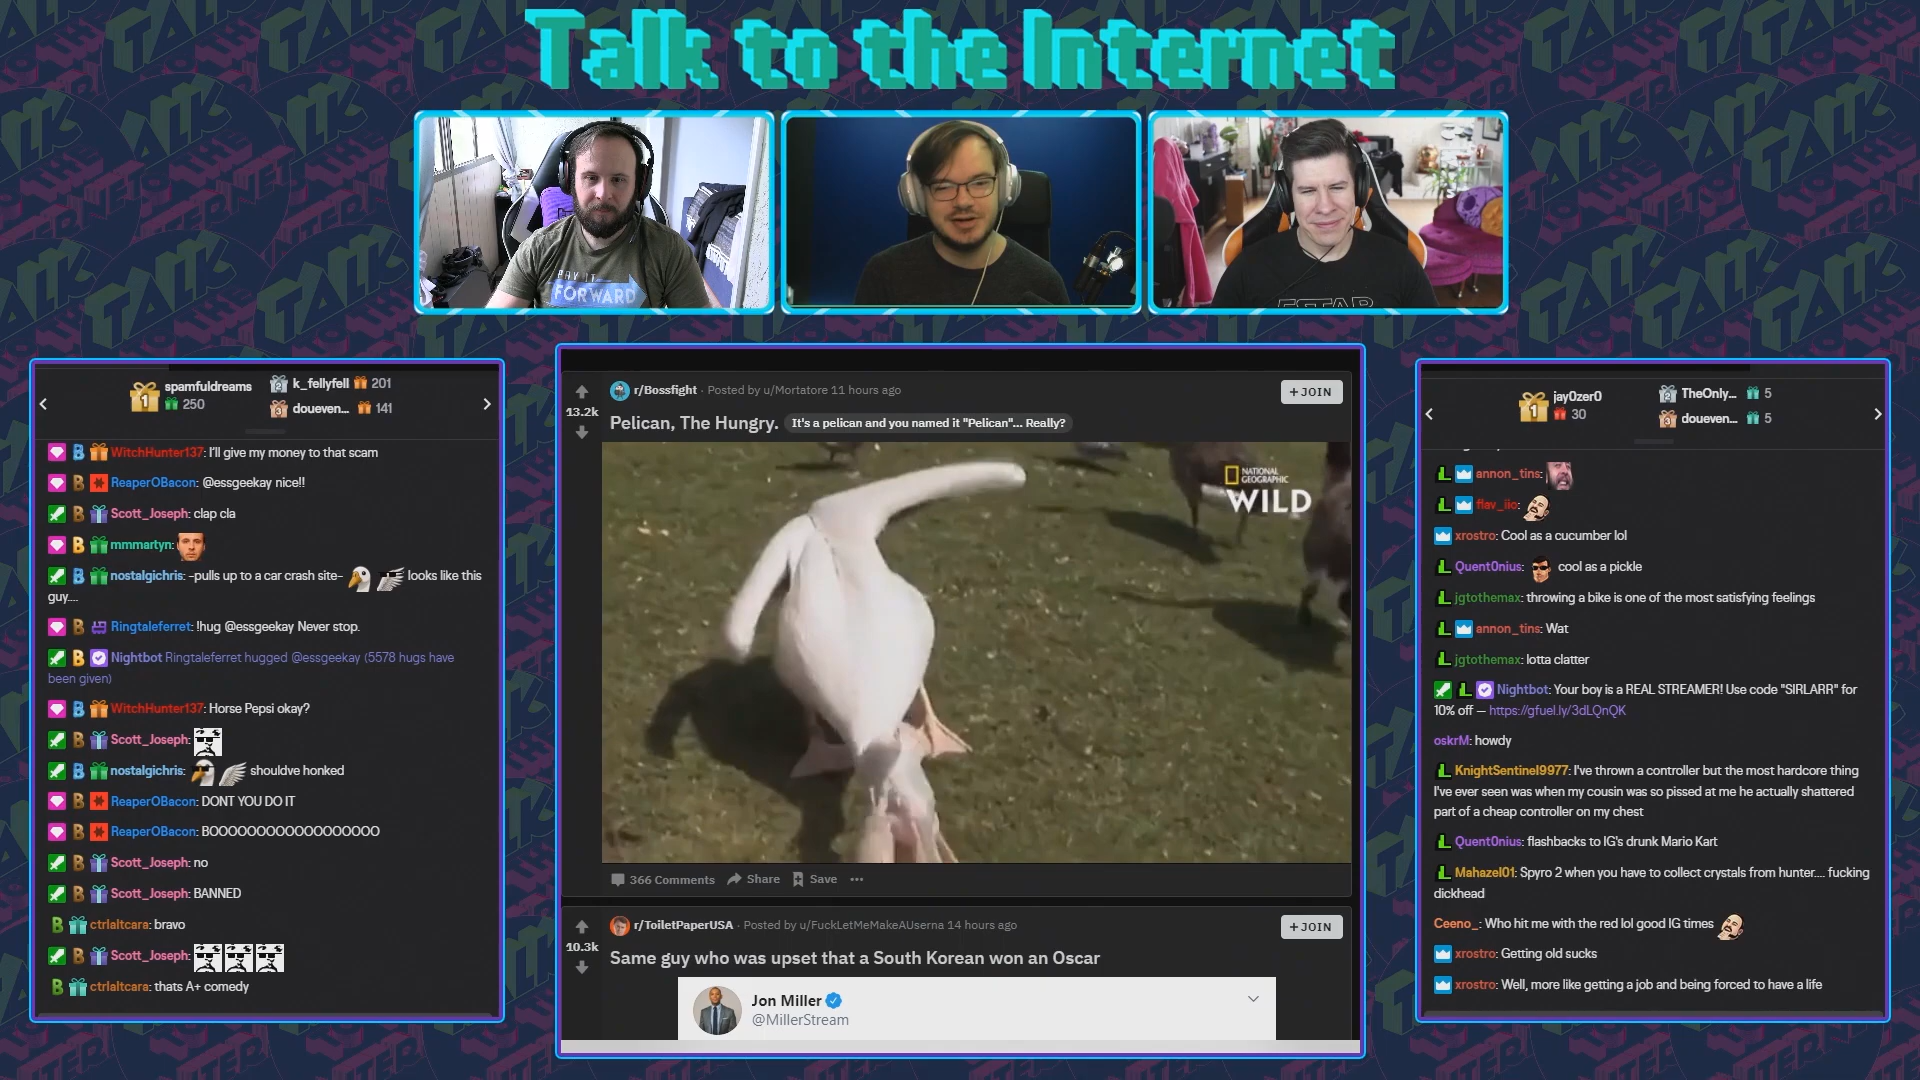 Talk to the Internet
PAY IT
FORWARD
spamfuldreams
1
250
2
k_fellyfell
201
3
doueven...
141
WitchHunter137: I'll give my money to that scam
ReaperOBacon: @essgeekay nice!!
Scott_Joseph: clap cla
mmmartyn:
nostalgichris: -pulls up to a car crash site- looks like this
guy....
Ringtaleferret: !hug @essgeekay Never stop.
Nightbot Ringtaleferret hugged @essgeekay (5578 hugs have
been given)
WitchHunter137: Horse Pepsi okay?
Scott_Joseph:
nostalgichris: shouldve honked
ReaperOBacon: DONT YOU DO IT
ReaperOBacon: BOOOOOOOOOOOOOOOOOO
Scott_Joseph: no
Scott_Joseph: BANNED
ctrlaltcara: bravo
Scott_Joseph:
ctrlaltcara: thats A+ comedy
r/Bossfight · Posted by u/Mortatore 11 hours ago
+ JOIN
13.2k
Pelican, The Hungry. It's a pelican and you named it "Pelican"... Really?
NATIONAL
GEOGRAPHIC
WILD
366 Comments Share Save ...
r/ToiletPaperUSA · Posted by u/FuckLetMeMakeAUserna 14 hours ago
+ JOIN
10.3k
Same guy who was upset that a South Korean won an Oscar
Jon Miller
@MillerStream
jay0zer0
1
30
2
TheOnly...
5
3
doueven...
5
annon_tins:
flav_iio:
xrostro: Cool as a cucumber lol
Quent0nius: cool as a pickle
jgtothemax: throwing a bike is one of the most satisfying feelings
annon_tins: Wat
jgtothemax: lotta clatter
Nightbot: Your boy is a REAL STREAMER! Use code "SIRLARR" for
10% off — https://gfuel.ly/3dLQnQK
oskrM: howdy
KnightSentinel9977: I've thrown a controller but the most hardcore thing
I've ever seen was when my cousin was so pissed at me he actually shattered
part of a cheap controller on my chest
Quent0nius: flashbacks to IG's drunk Mario Kart
Mahazel01: Spyro 2 when you have to collect crystals from hunter.... fucking
dickhead
Ceeno_: Who hit me with the red lol good IG times
xrostro: Getting old sucks
xrostro: Well, more like getting a job and being forced to have a life